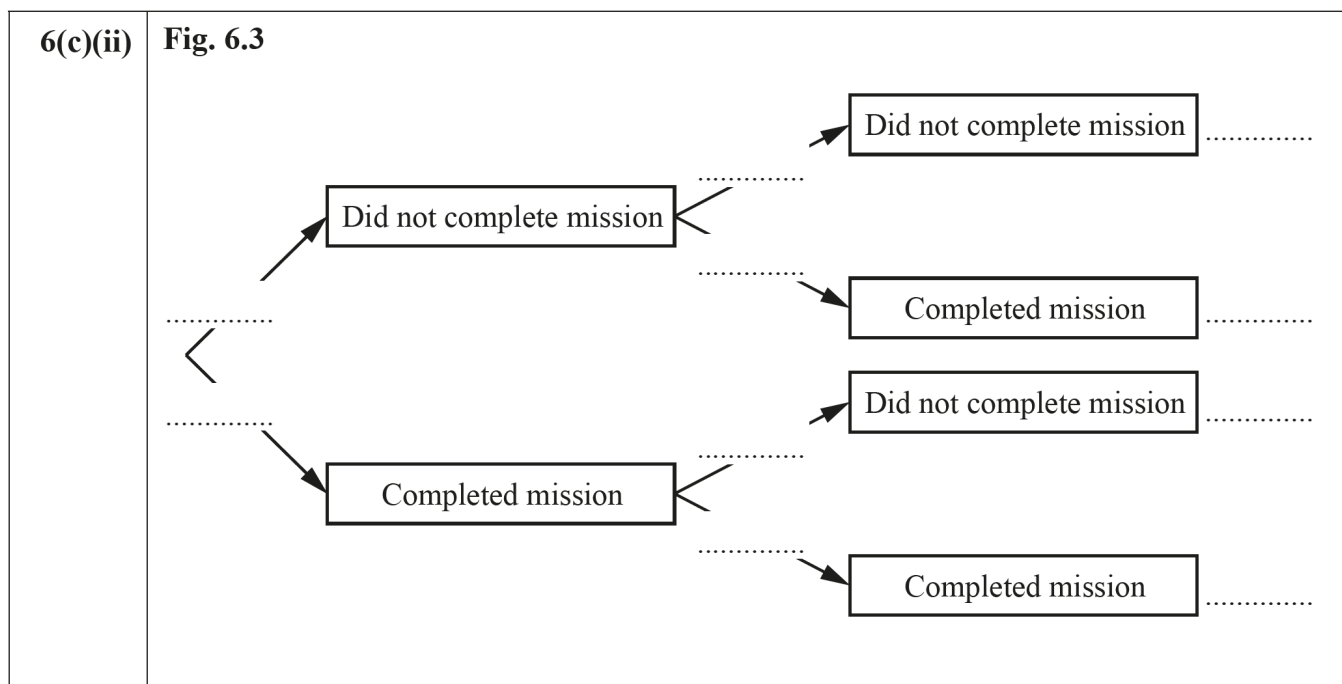 6(c)(ii) Fig. 6.3
Did not complete mission ..............
..............
Did not complete mission
..............
Completed mission ..............
..............
Did not complete mission ..............
..............
..............
Completed mission
..............
Completed mission ..............